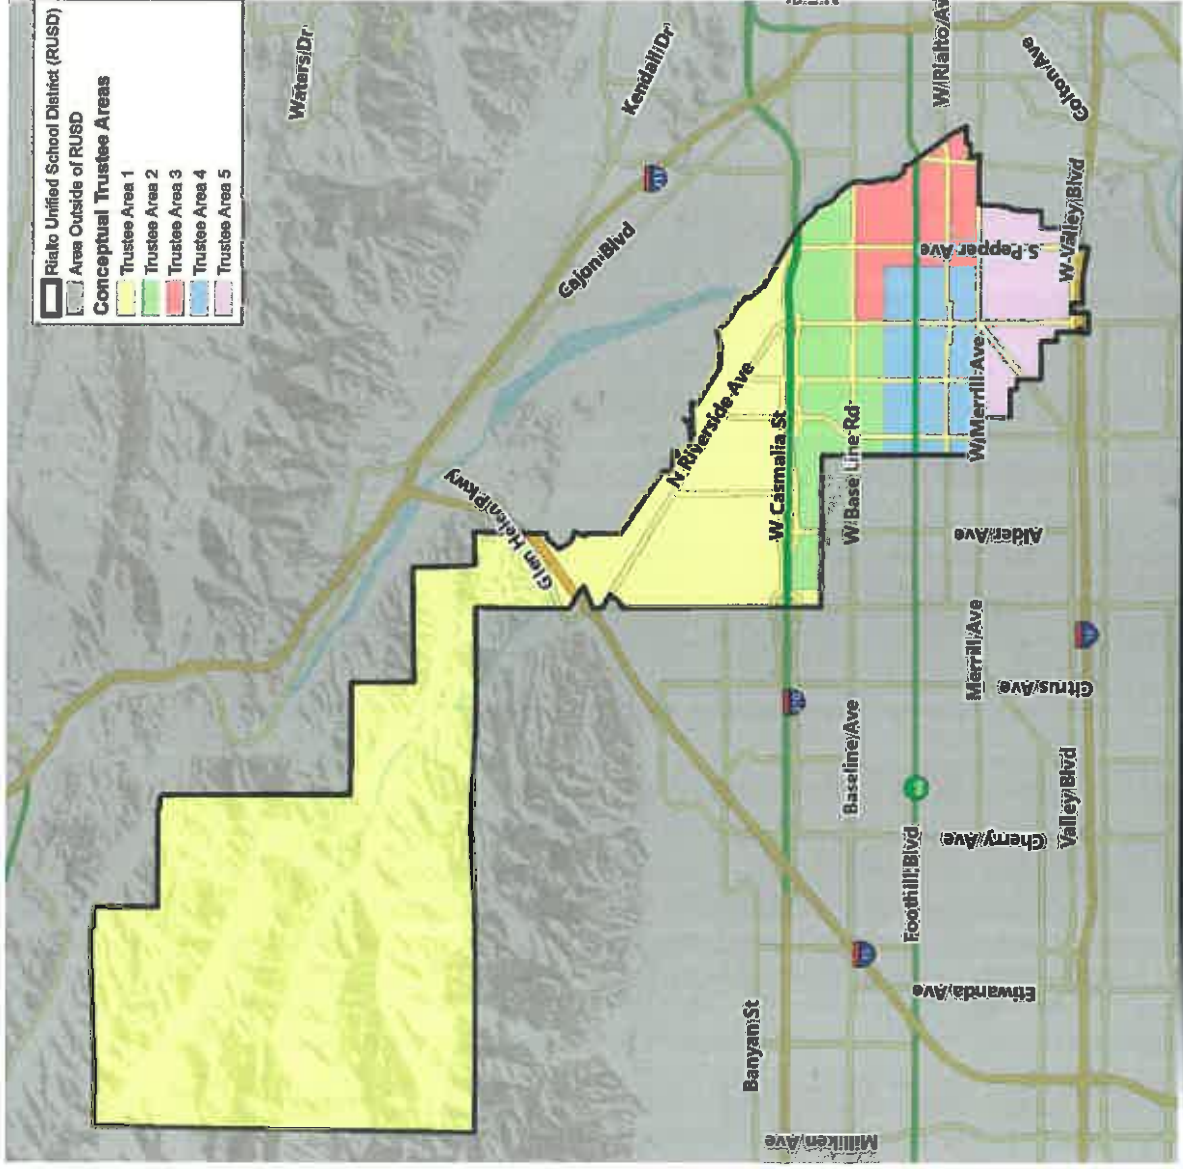 Rialto Unified School District (RUSD)
Area Outside of RUSD
Conceptual Trustee Areas
Trustee Area 1
Trustee Area 2
Trustee Area 3
Trustee Area 4
Trustee Area 5
Waters Dr
Kendall Dr
Cajon Blvd
Glen Helen Pkwy
N Riverside Ave
W Casmalia St
W Base Line Rd
W Rialto Av
Colton Ave
S Pepper Ave
W Valley Blvd
W Merrill Ave
Alder Ave
Merrill Ave
Citrus Ave
Baseline Ave
Valley Blvd
Cherry Ave
Foothill Blvd
Etiwanda Ave
Banyan St
Milliken Ave